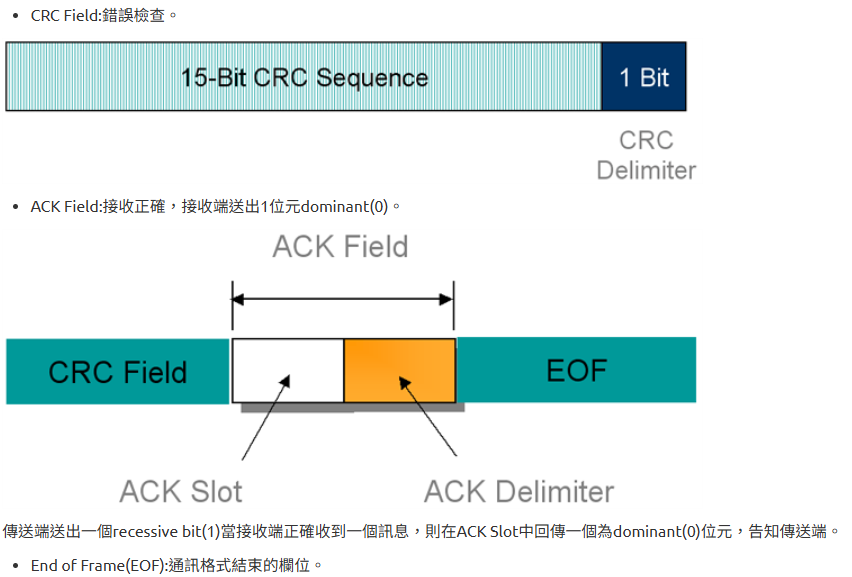 CRC Field:錯誤檢查。
15-Bit CRC Sequence
1 Bit
CRC
Delimiter
ACK Field:接收正確，接收端送出1位元dominant(0)。
ACK Field
CRC Field
EOF
ACK Slot
ACK Delimiter
傳送端送出一個recessive bit(1)當接收端正確收到一個訊息，則在ACK Slot中回傳一個為dominant(0)位元，告知傳送端。
End of Frame(EOF):通訊格式結束的欄位。